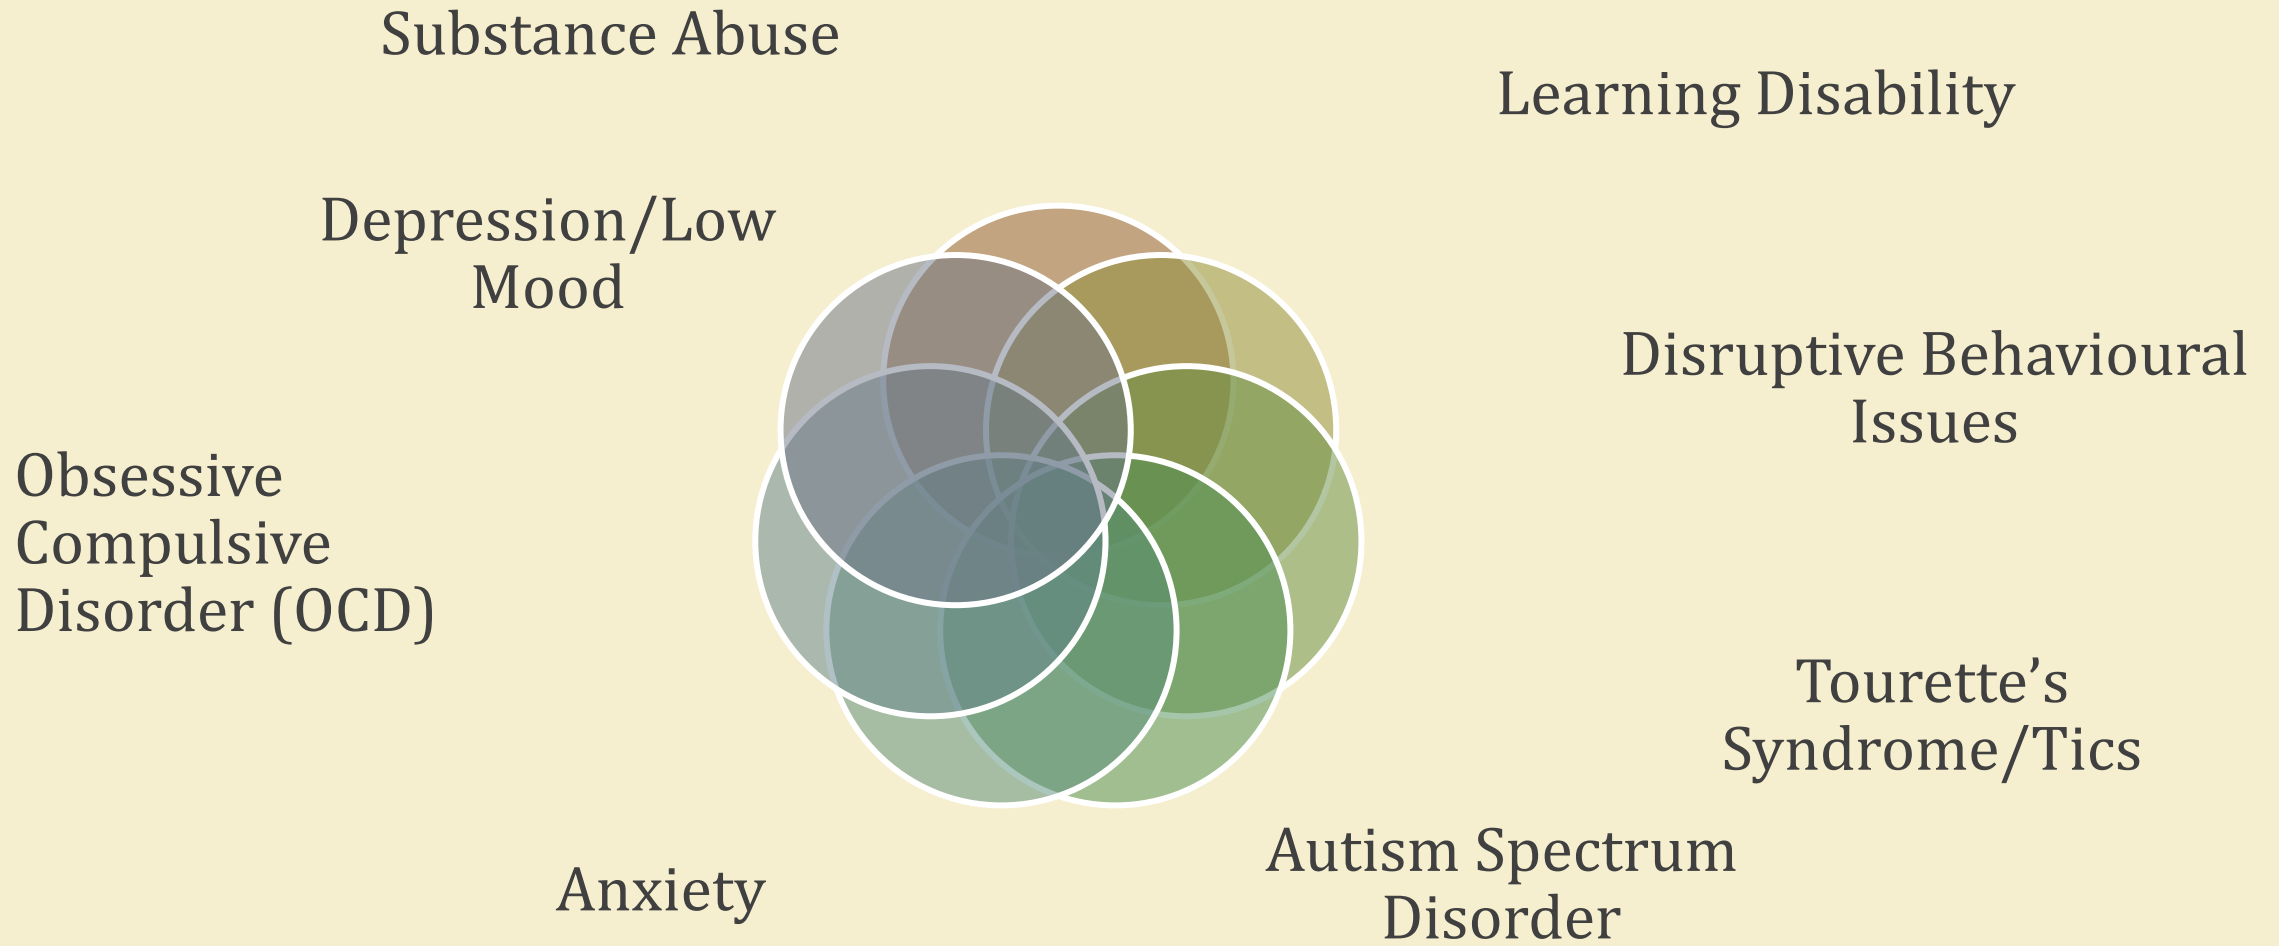 Substance Abuse
Learning Disability
Depression/Low
Mood
Disruptive Behavioural
Issues
Obsessive
Compulsive
Disorder (OCD)
Tourette’s
Syndrome/Tics
Autism Spectrum
Disorder
Anxiety